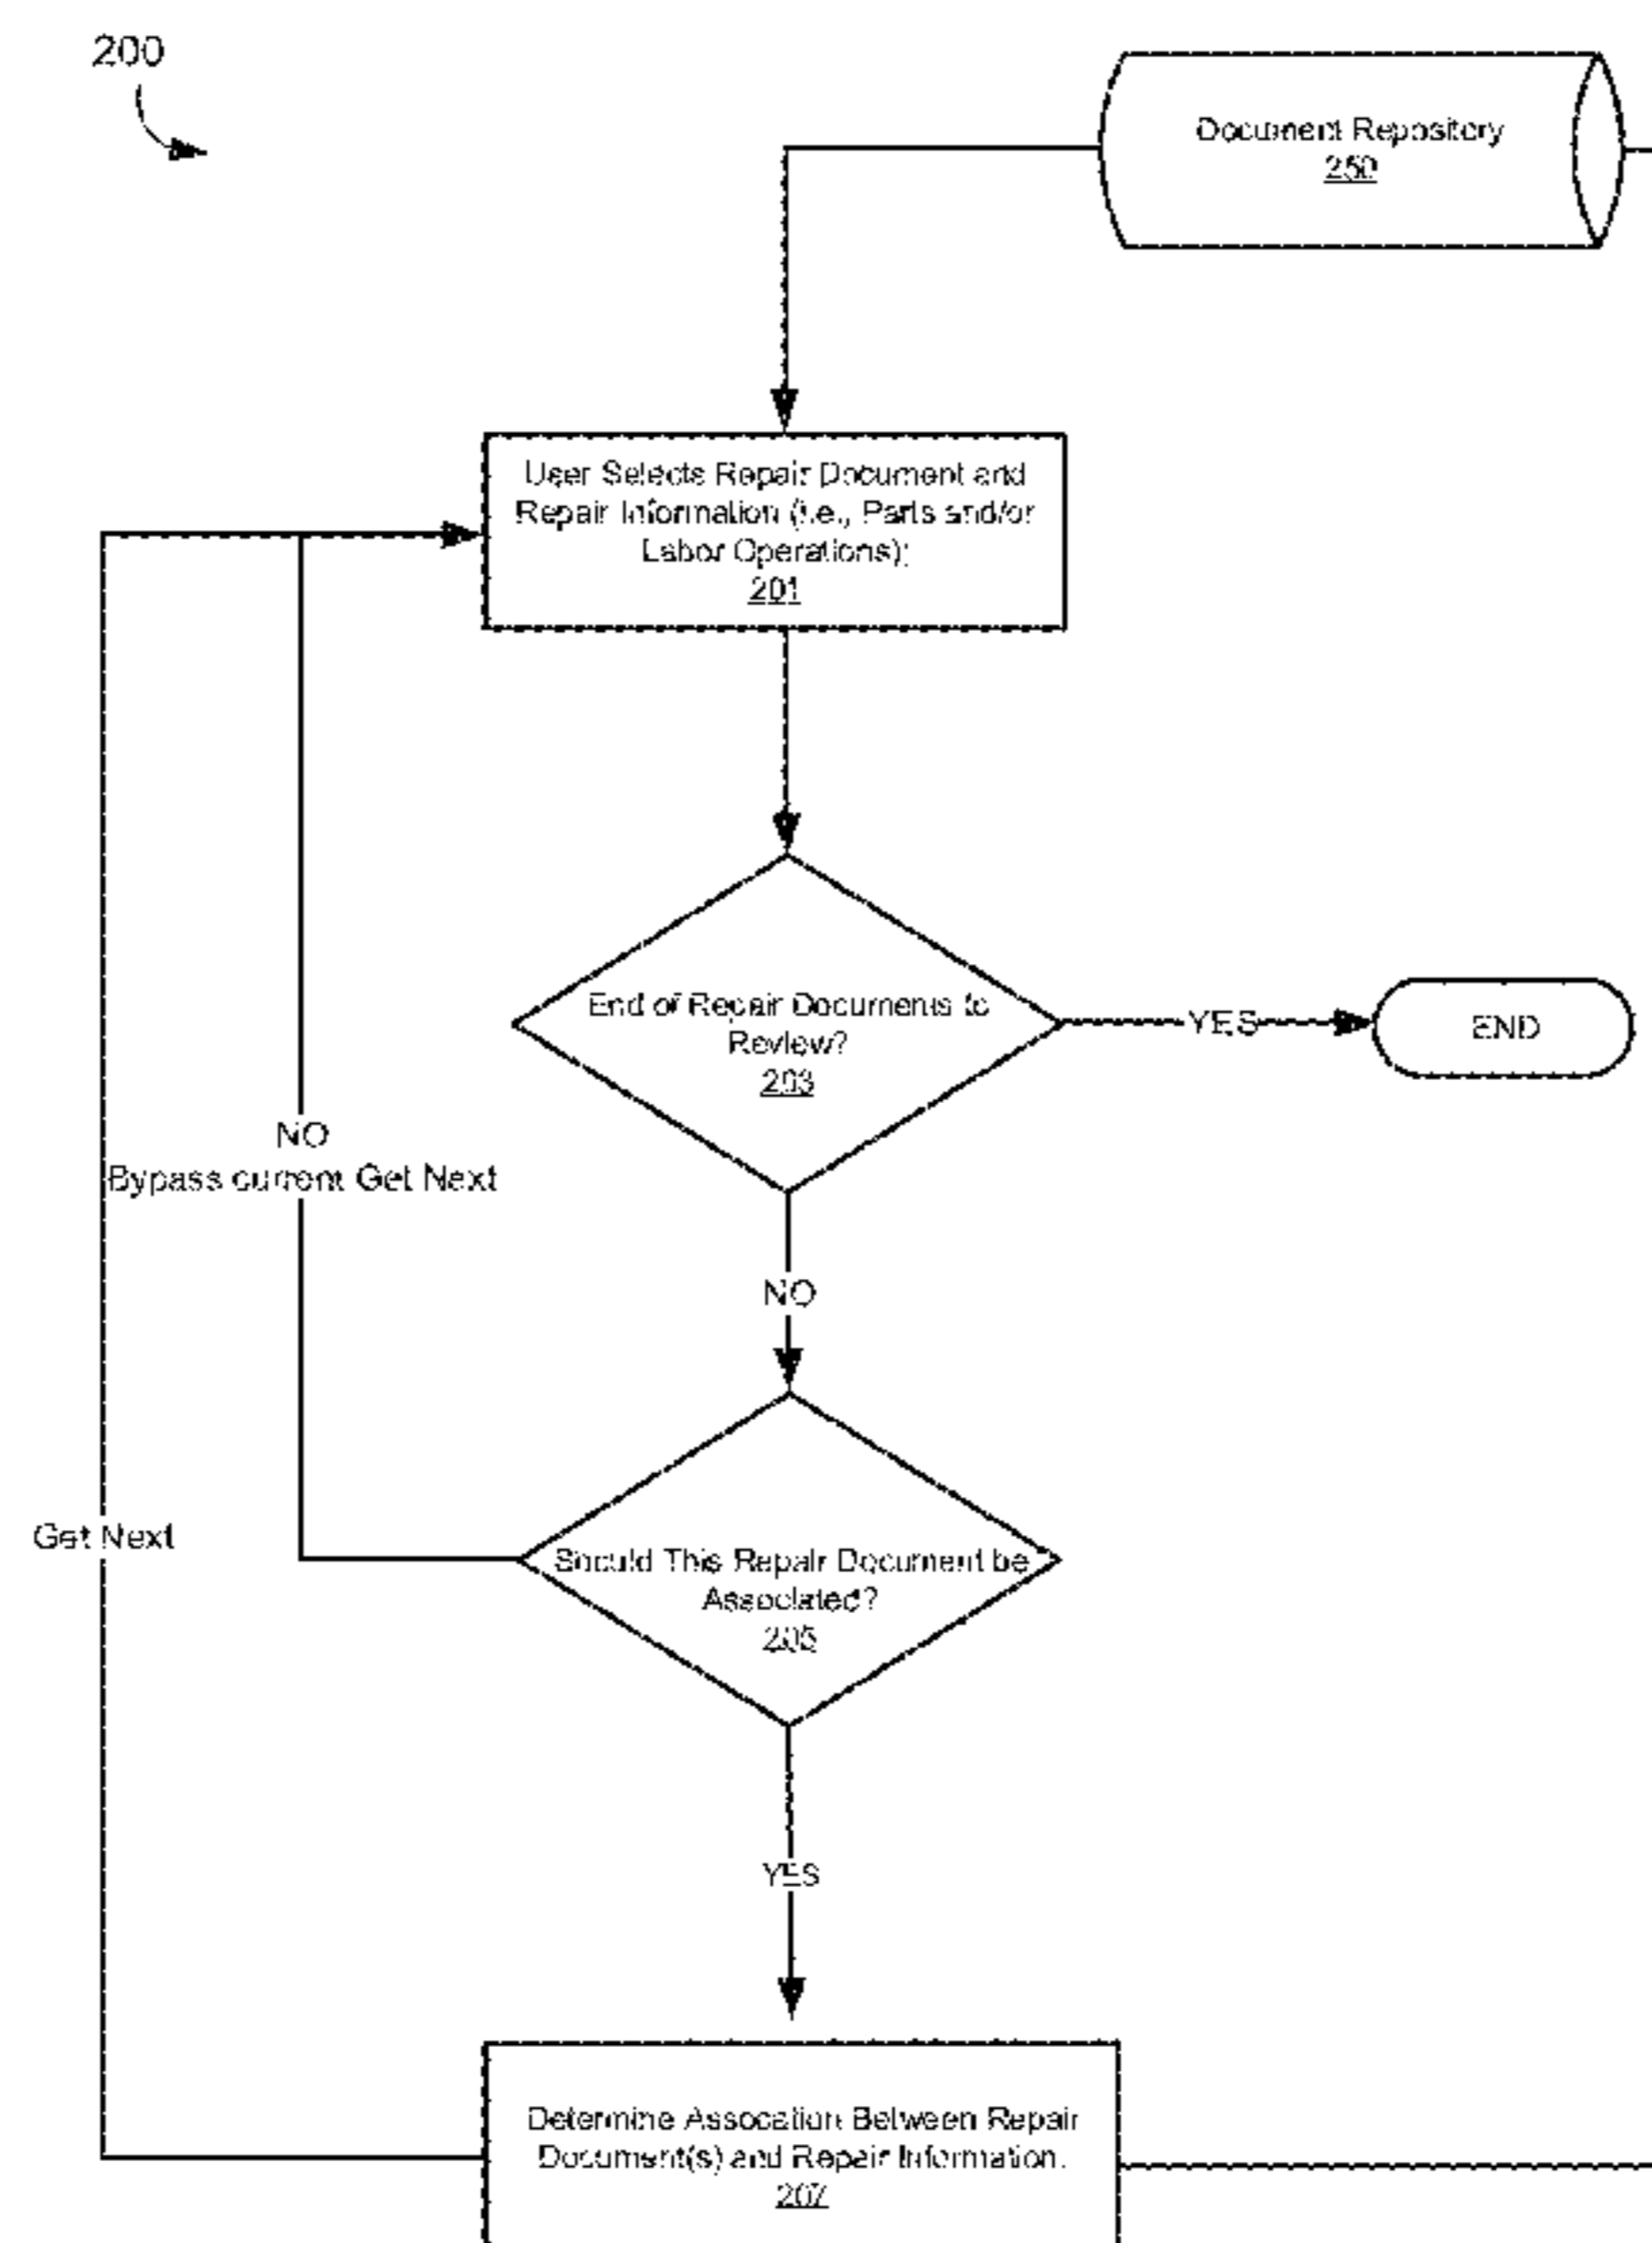 200
Document Repository
250
User Selects Repair Document and
Repair Information (i.e., Parts and/or
Labor Operations);
201
End of Repair Documents to
Review?
203
YES
END
NO
Bypass current Get Next
NO
Get Next
Should This Repair Document be
Associated?
205
YES
Determine Assocation Between Repair
Document(s) and Repair Information.
207